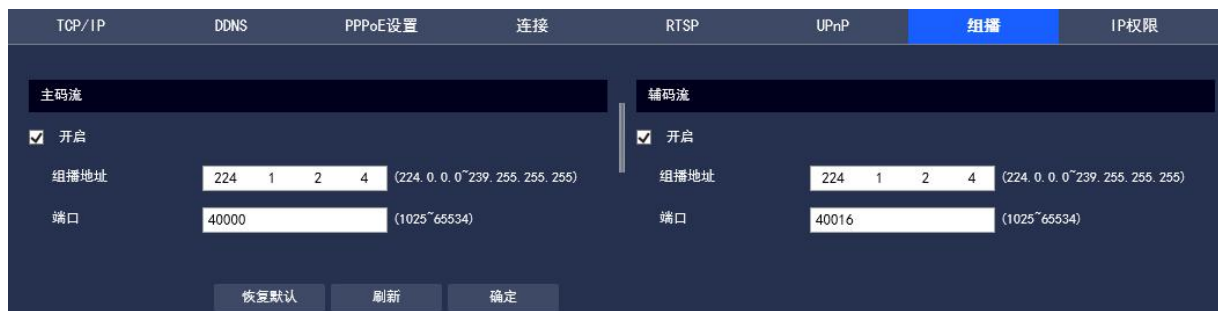 TCP/IP DDNS PPPoE设置 连接 RTSP UPnP 组播 IP权限
主码流
开启
组播地址 224 1 2 4 (224.0.0.0~239.255.255.255)
端口 40000 (1025~65534)
辅码流
开启
组播地址 224 1 2 4 (224.0.0.0~239.255.255.255)
端口 40016 (1025~65534)
恢复默认 刷新 确定